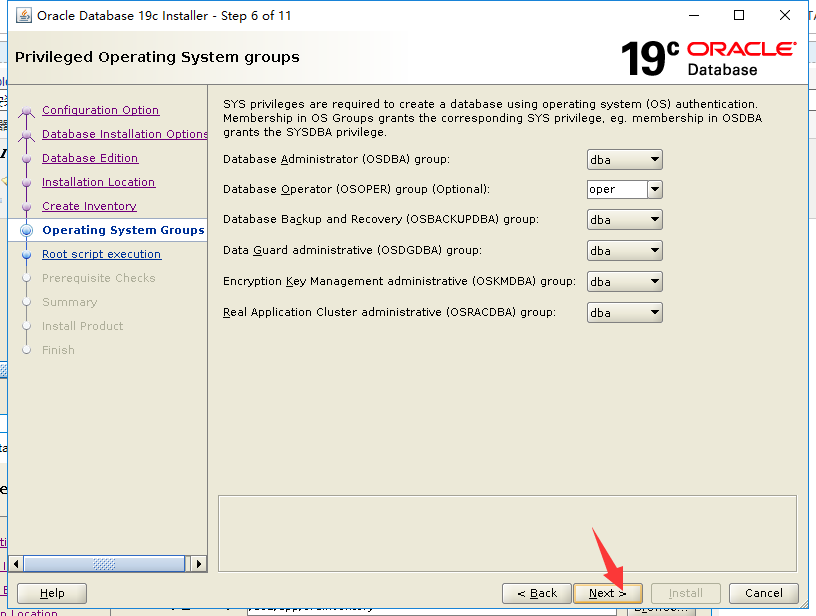 Oracle Database 19c Installer - Step 6 of 11
Privileged Operating System groups
19c ORACLE
Database
Configuration Option
Database Installation Options
Database Edition
Installation Location
Create Inventory
Operating System Groups
Root script execution
Prerequisite Checks
Summary
Install Product
Finish
SYS privileges are required to create a database using operating system (OS) authentication.
Membership in OS Groups grants the corresponding SYS privilege, eg. membership in OSDBA
grants the SYSDBA privilege.
Database Administrator (OSDBA) group: dba
Database Operator (OSOPER) group (Optional): oper
Database Backup and Recovery (OSBACKUPDBA) group: dba
Data Guard administrative (OSDGDBA) group: dba
Encryption Key Management administrative (OSKMDBA) group: dba
Real Application Cluster administrative (OSRACDBA) group: dba
Help
< Back
Next >
Install
Cancel